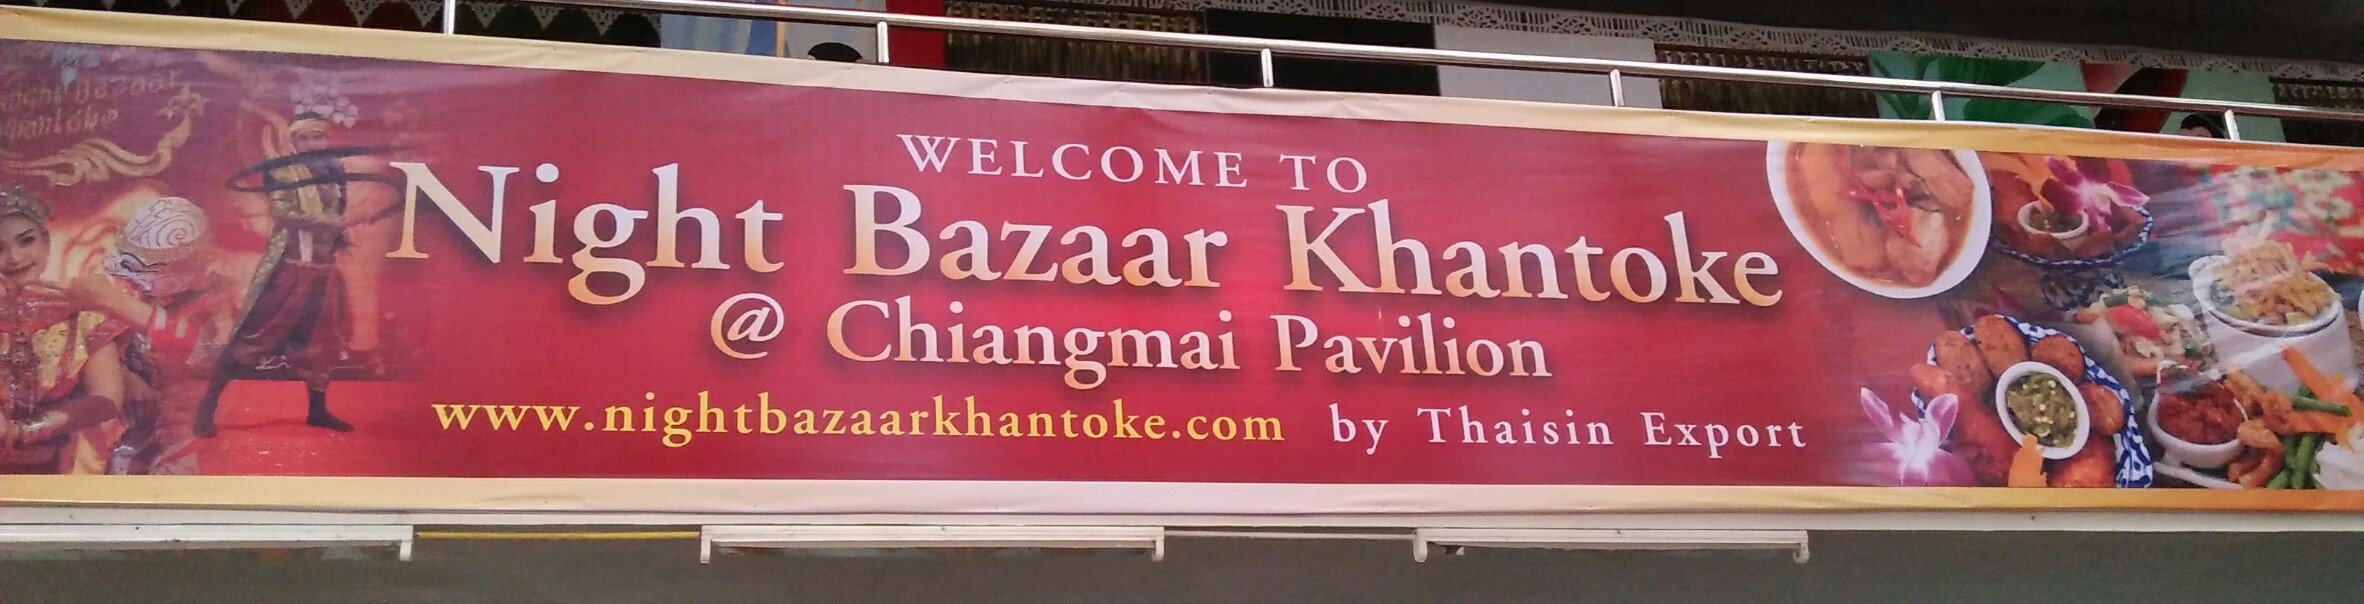 Night Bazaar
Khantoke
WELCOME TO
Night Bazaar Khantoke
@ Chiangmai Pavilion
www.nightbazaarkhantoke.com by Thaisin Export